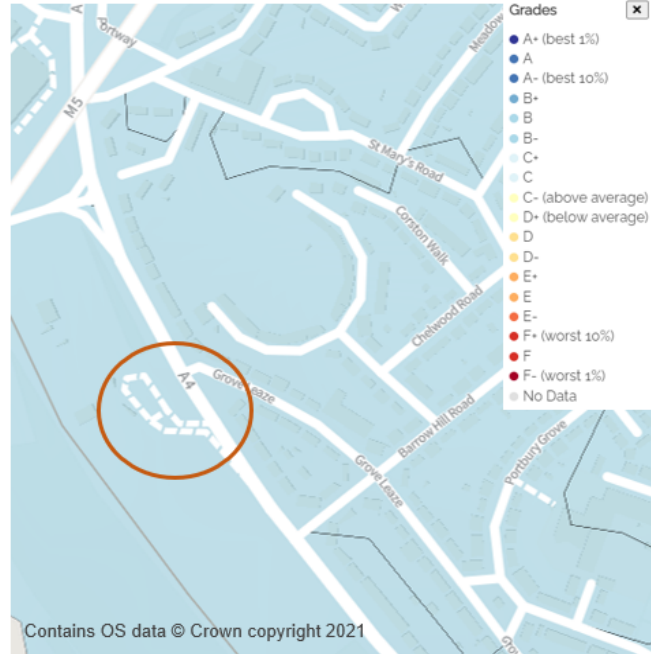 Grades
A+ (best 1%)
A
A- (best 10%)
B+
B
B-
C+
C
C- (above average)
D+ (below average)
D
D-
E+
E
E-
F+ (worst 10%)
F
F- (worst 1%)
No Data
Portway
M5
Meadow
St Mary's Road
Corston Walk
Chelwood Road
A4
Grove Leaze
Barrow Hill Road
Grove Leaze
Portbury Grove
Contains OS data © Crown copyright 2021